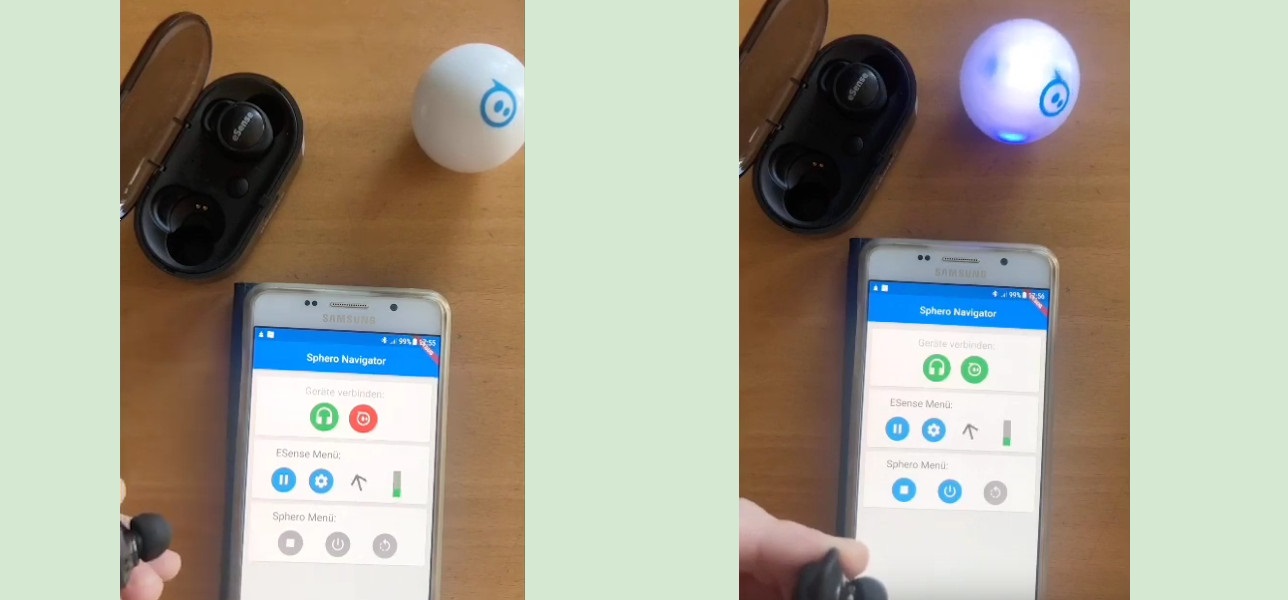 eSense
SAMSUNG
99% 12:55
Sphero Navigator
Geräte verbinden:
ESense Menü:
Sphero Menü:
eSense
SAMSUNG
99% 12:56
Sphero Navigator
Geräte verbinden:
ESense Menü:
Sphero Menü: